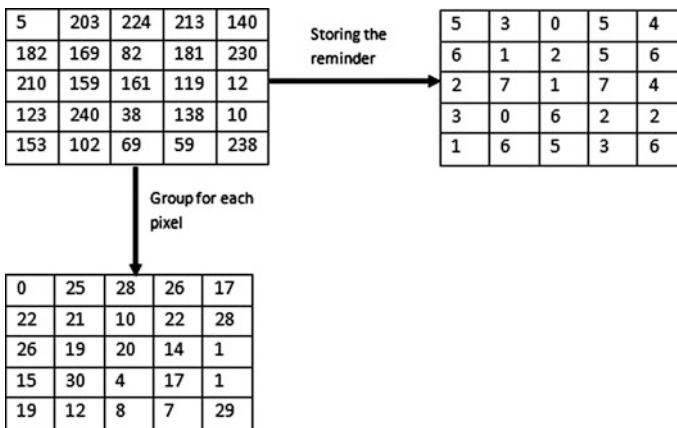 5 203 224 213 140
182 169 82 181 230
210 159 161 119 12
123 240 38 138 10
153 102 69 59 238
Storing the
reminder
5 3 0 5 4
6 1 2 5 6
2 7 1 7 4
3 0 6 2 2
1 6 5 3 6
Group for each
pixel
0 25 28 26 17
22 21 10 22 28
26 19 20 14 1
15 30 4 17 1
19 12 8 7 29